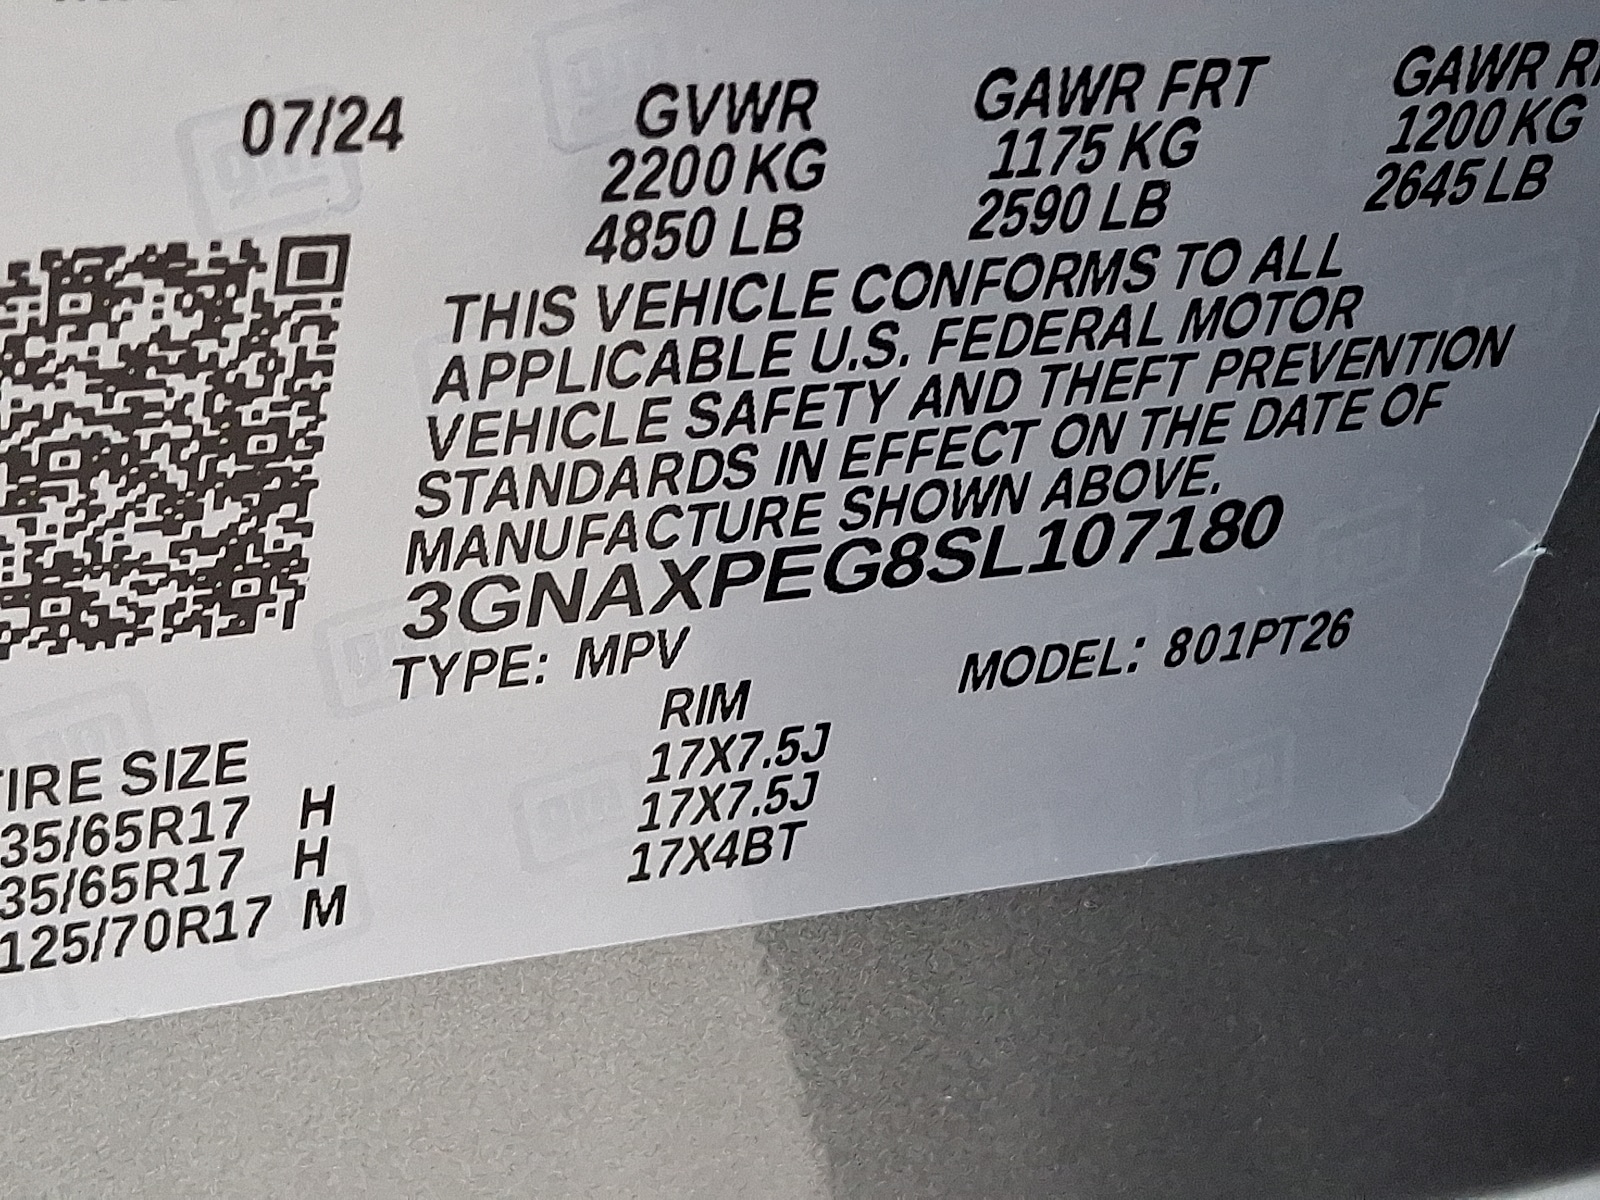 07/24 GVWR GAWR FRT GAWR
2200 KG 1175 KG 1200 KG
4850 LB 2590 LB 2645 LB
THIS VEHICLE CONFORMS TO ALL
APPLICABLE U.S. FEDERAL MOTOR
VEHICLE SAFETY AND THEFT PREVENTION
STANDARDS IN EFFECT ON THE DATE OF
MANUFACTURE SHOWN ABOVE.
3GNAXPEG8SL107180
TYPE: MPV MODEL: 801PT26
TIRE SIZE RIM
35/65R17 H 17X7.5J
35/65R17 H 17X7.5J
125/70R17 M 17X4BT